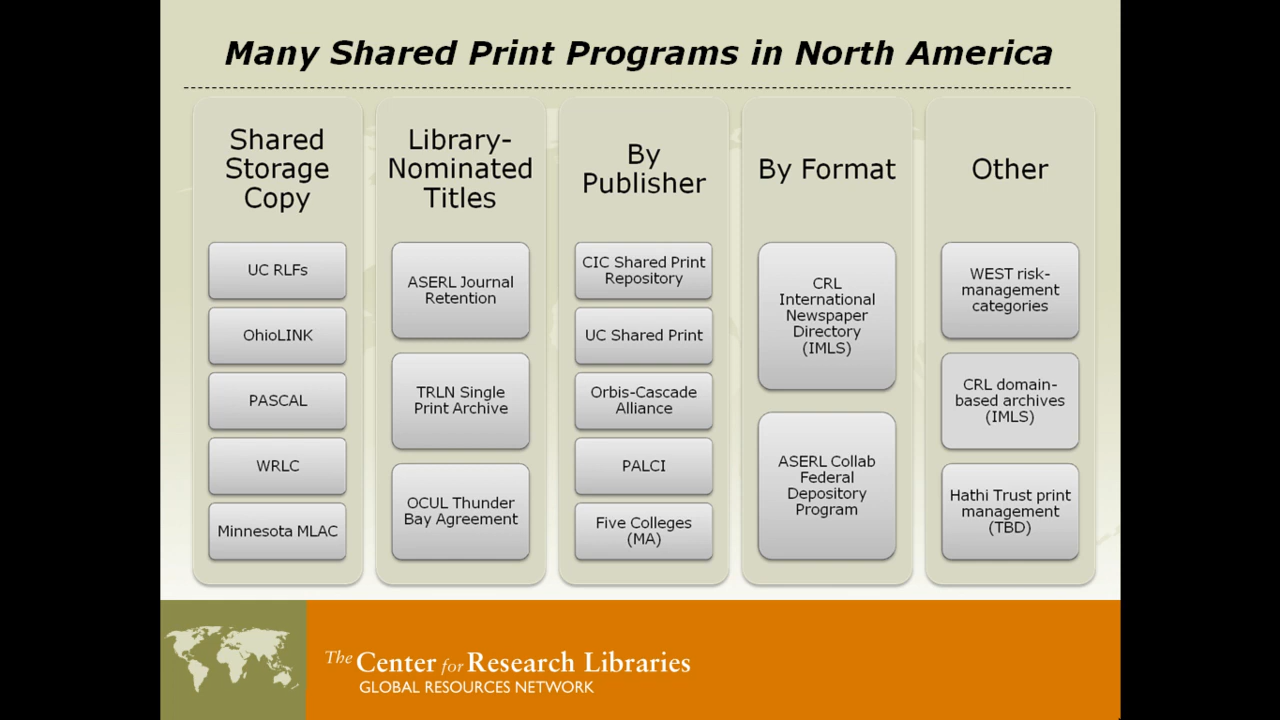 Many Shared Print Programs in North America
Shared
Storage
Copy
UC RLFs
OhioLINK
PASCAL
WRLC
Minnesota MLAC
Library-
Nominated
Titles
ASERL Journal
Retention
TRLN Single
Print Archive
OCUL Thunder
Bay Agreement
By
Publisher
CIC Shared Print
Repository
UC Shared Print
Orbis-Cascade
Alliance
PALCI
Five Colleges
(MA)
By Format
CRL
International
Newspaper
Directory
(IMLS)
ASERL Collab
Federal
Depository
Program
Other
WEST risk-
management
categories
CRL domain-
based archives
(IMLS)
Hathi Trust print
management
(TBD)
The Center for Research Libraries
GLOBAL RESOURCES NETWORK